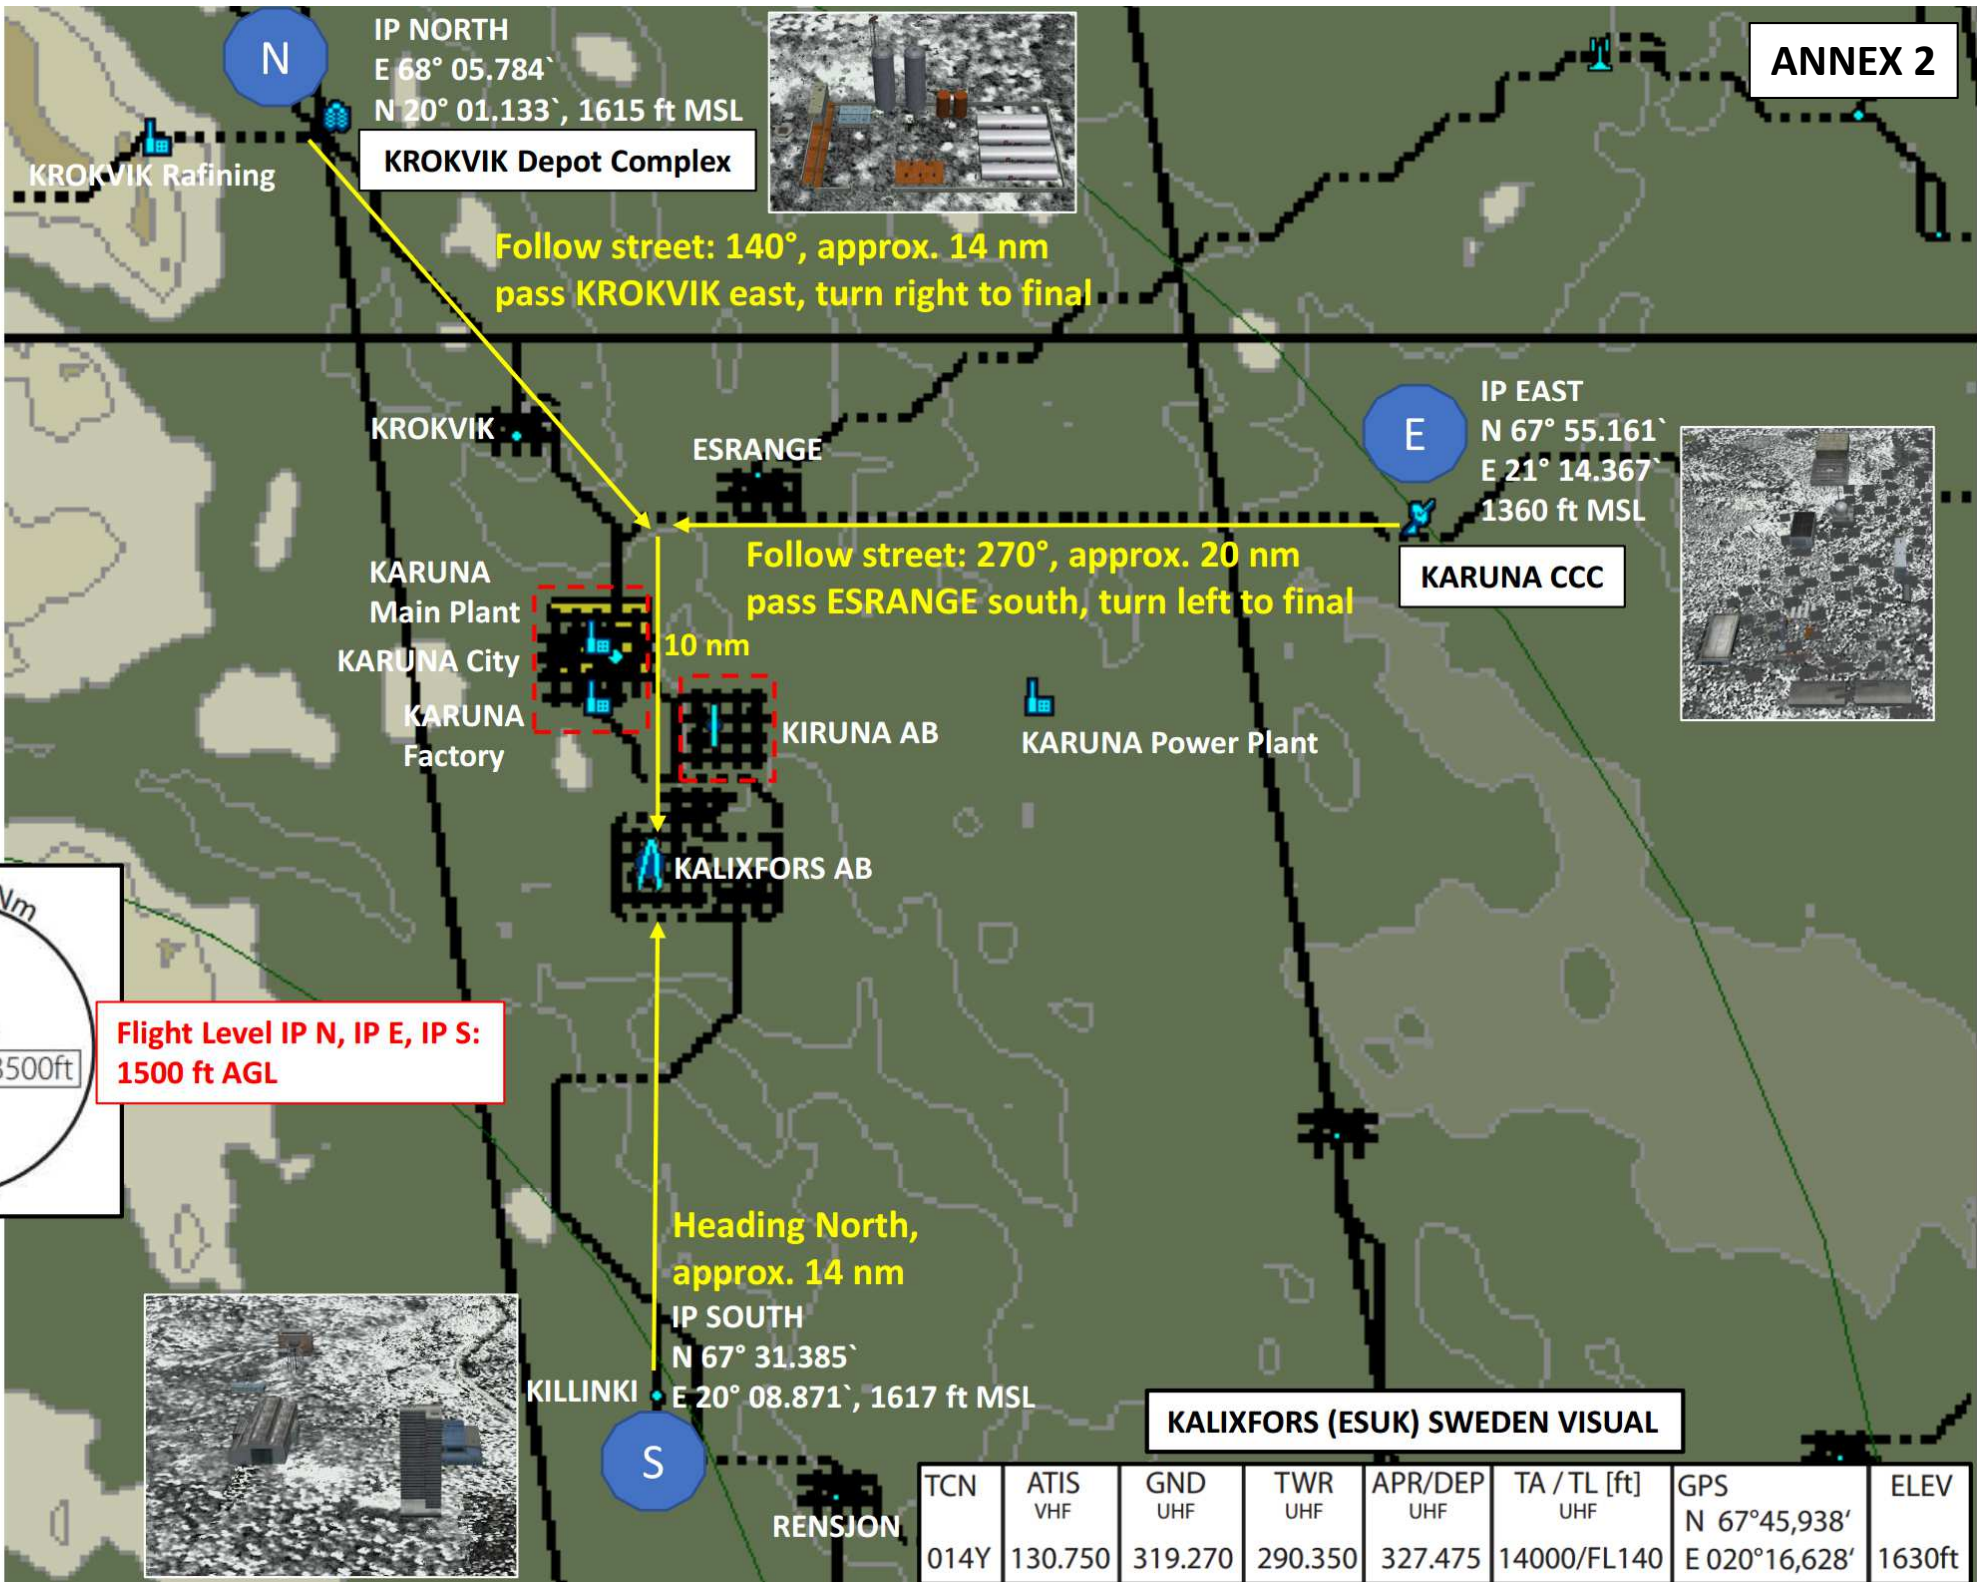 ANNEX 2
N
IP NORTH
E 68° 05.784`
N 20° 01.133`, 1615 ft MSL
KROKVIK Depot Complex
KROKVIK Rafining
Follow street: 140°, approx. 14 nm
pass KROKVIK east, turn right to final
E
IP EAST
N 67° 55.161`
E 21° 14.367`
1360 ft MSL
KARUNA CCC
KROKVIK
ESRANGE
Follow street: 270°, approx. 20 nm
pass ESRANGE south, turn left to final
KARUNA
Main Plant
KARUNA City
10 nm
KARUNA
Factory
KIRUNA AB
KARUNA Power Plant
KALIXFORS AB
Nm
3500ft
Flight Level IP N, IP E, IP S:
1500 ft AGL
Heading North,
approx. 14 nm
IP SOUTH
N 67° 31.385`
E 20° 08.871`, 1617 ft MSL
KILLINKI
S
RENSJON
KALIXFORS (ESUK) SWEDEN VISUAL
TCN ATIS GND TWR APR/DEP TA / TL [ft] GPS ELEV
VHF UHF UHF UHF UHF N 67°45,938'
014Y 130.750 319.270 290.350 327.475 14000/FL140 E 020°16,628' 1630ft